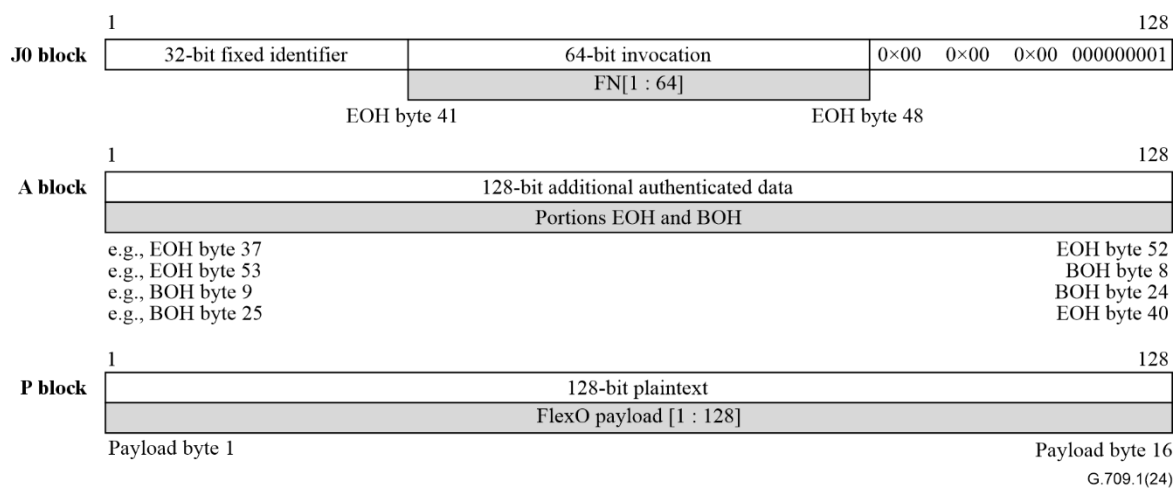 1 128
J0 block 32-bit fixed identifier 64-bit invocation 0×00 0×00 0×00 000000001
FN[1 : 64]
EOH byte 41 EOH byte 48
1 128
A block 128-bit additional authenticated data
Portions EOH and BOH
e.g., EOH byte 37 EOH byte 52
e.g., EOH byte 53 BOH byte 8
e.g., BOH byte 9 BOH byte 24
e.g., BOH byte 25 EOH byte 40
1 128
P block 128-bit plaintext
FlexO payload [1 : 128]
Payload byte 1 Payload byte 16
G.709.1(24)